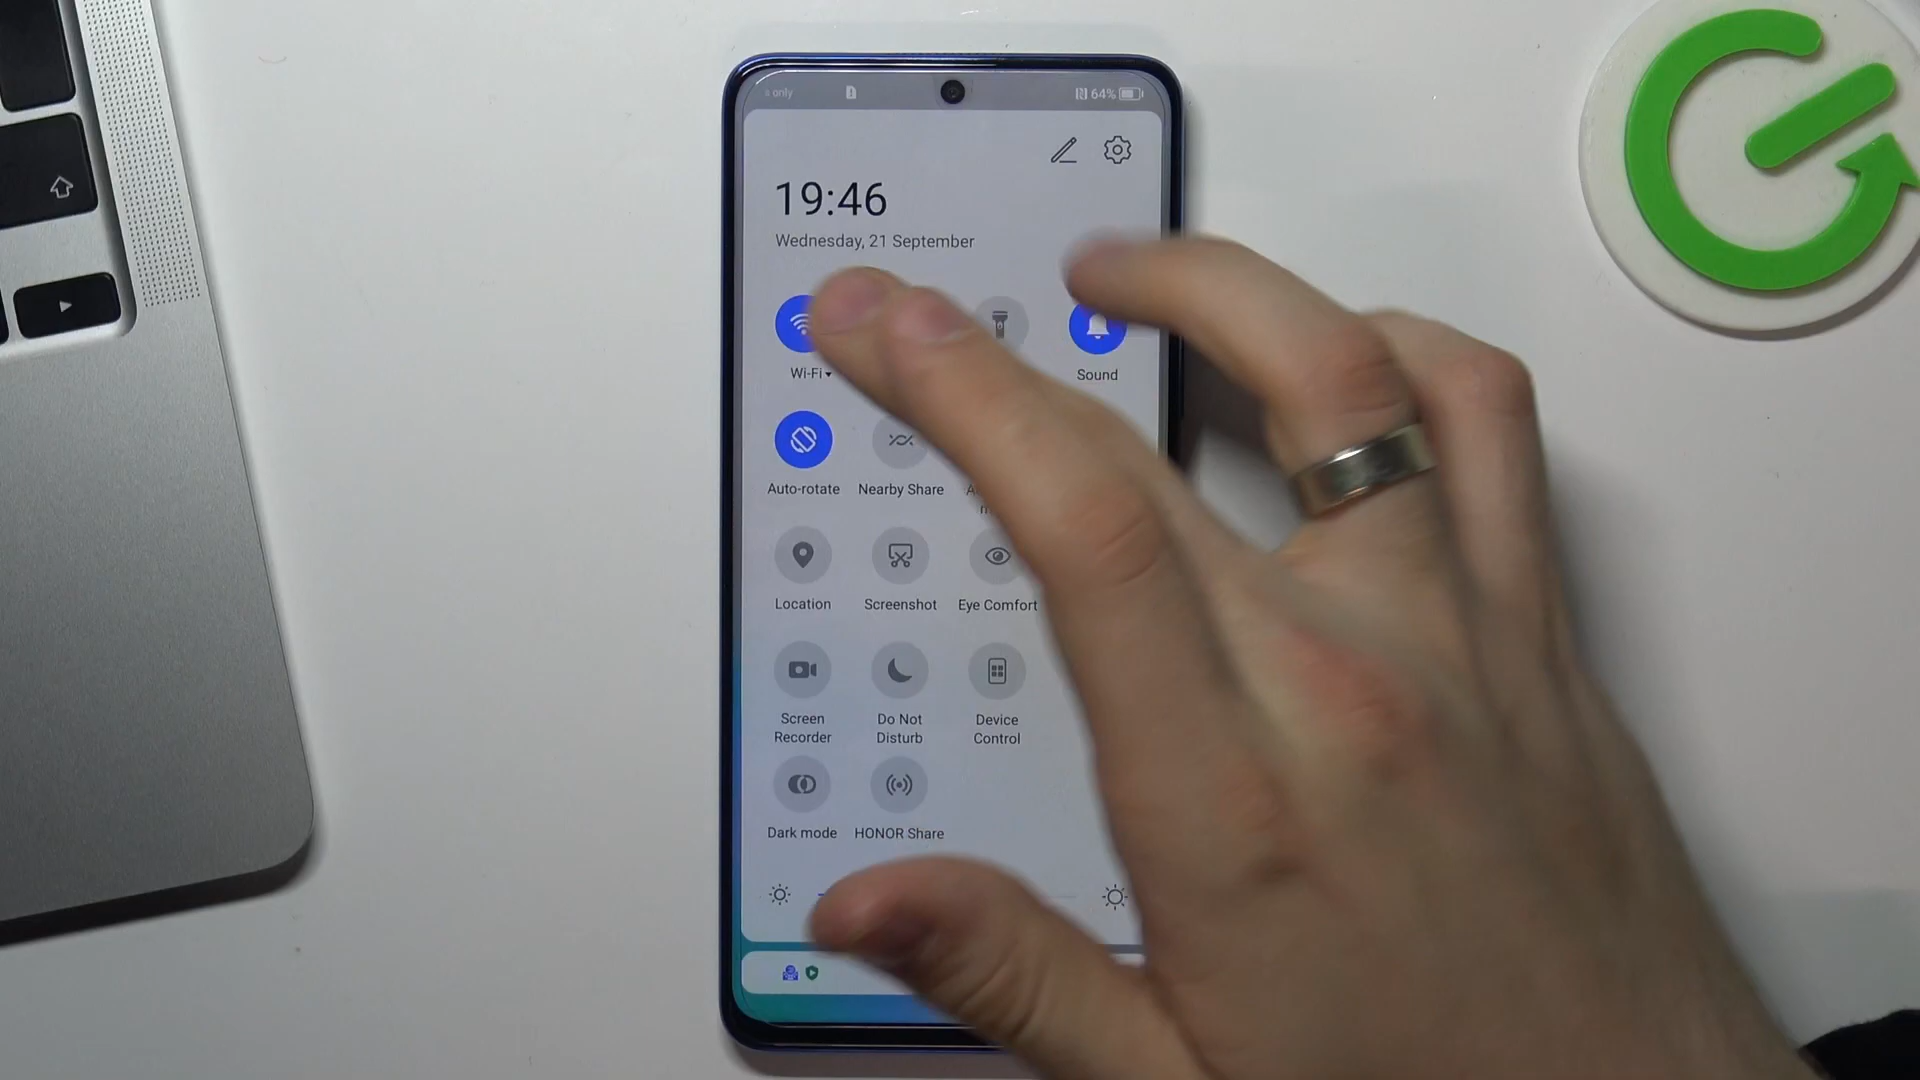 only
64%
19:46
Wednesday, 21 September
Wi-Fi
Sound
Auto-rotate
Nearby Share
Location
Screenshot
Eye Comfort
Screen
Recorder
Do Not
Disturb
Device
Control
Dark mode
HONOR Share